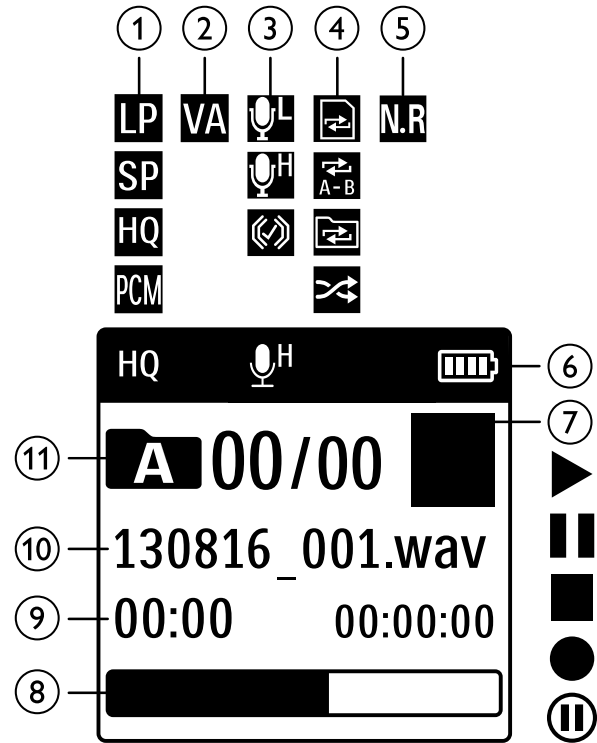 1 2 3 4 5
LP VA L N.R
SP H A-B
HQ
PCM
HQ H 6
7
11 A 00/00
10 130816_001.wav
9 00:00 00:00:00
8